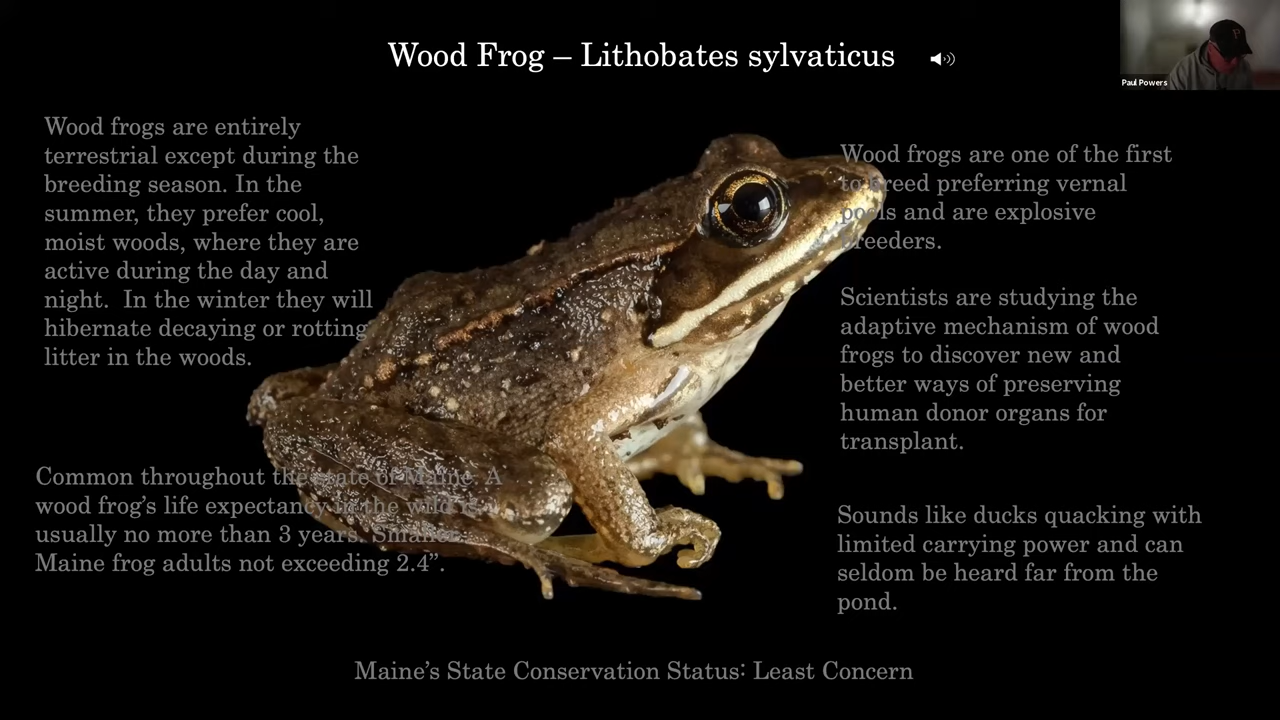 Wood Frog – Lithobates sylvaticus
Paul Powers
Wood frogs are entirely
terrestrial except during the
breeding season. In the
summer, they prefer cool,
moist woods, where they are
active during the day and
night.  In the winter they will
hibernate decaying or rotting
litter in the woods.
Common throughout the state of Maine. A
wood frog’s life expectancy in the wild is
usually no more than 3 years. Smaller
Maine frog adults not exceeding 2.4”.
Wood frogs are one of the first
to breed preferring vernal
pools and are explosive
breeders.
Scientists are studying the
adaptive mechanism of wood
frogs to discover new and
better ways of preserving
human donor organs for
transplant.
Sounds like ducks quacking with
limited carrying power and can
seldom be heard far from the
pond.
Maine’s State Conservation Status: Least Concern